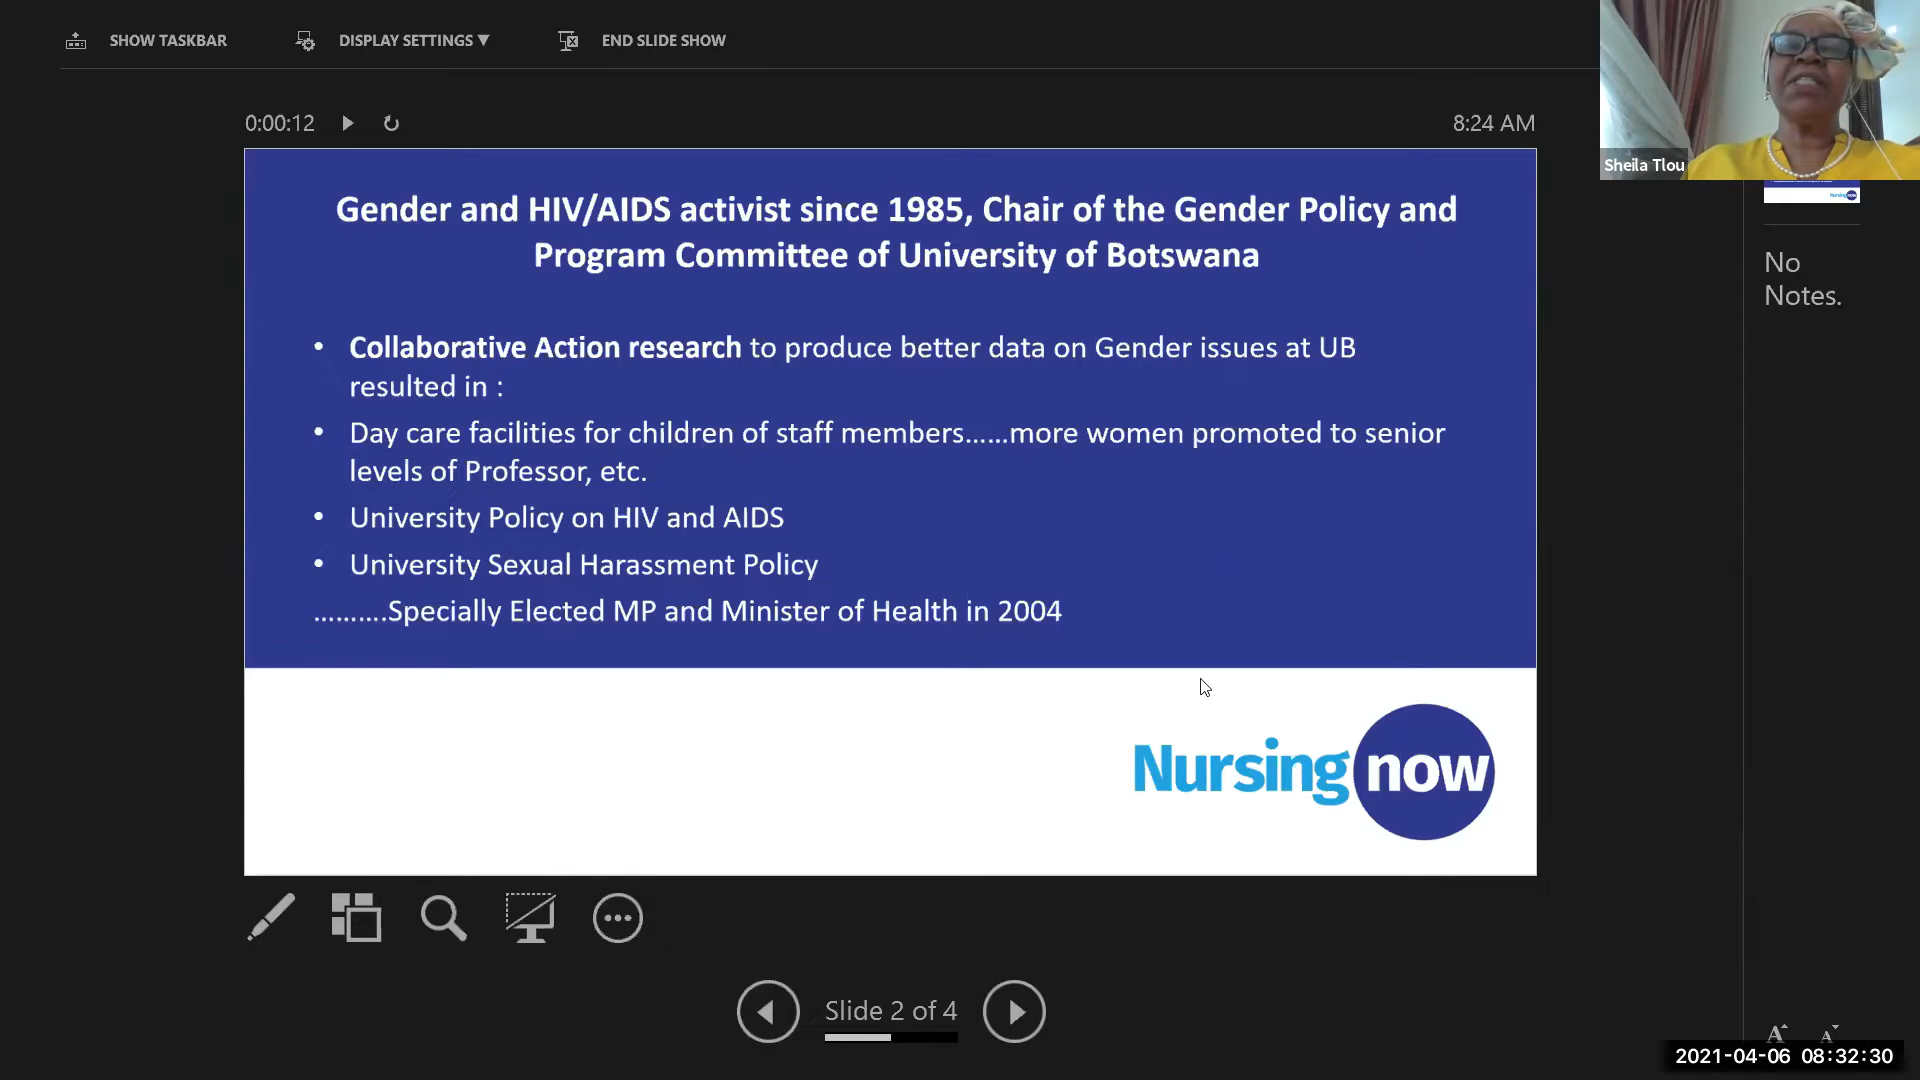 SHOW TASKBAR
DISPLAY SETTINGS ▼
END SLIDE SHOW
0:00:12
8:24 AM
Sheila Tlou
Gender and HIV/AIDS activist since 1985, Chair of the Gender Policy and
Program Committee of University of Botswana
• Collaborative Action research to produce better data on Gender issues at UB
resulted in :
• Day care facilities for children of staff members......more women promoted to senior
levels of Professor, etc.
• University Policy on HIV and AIDS
• University Sexual Harassment Policy
..........Specially Elected MP and Minister of Health in 2004
Nursing now
No
Notes.
Slide 2 of 4
A A
2021-04-06 08:32:30